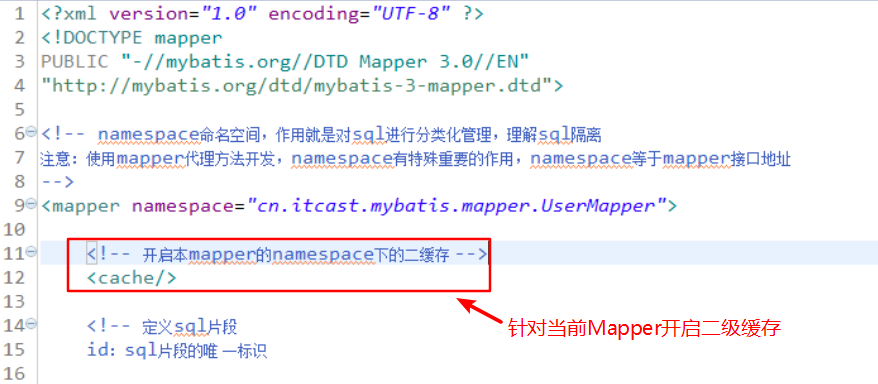 1 <?xml version="1.0" encoding="UTF-8" ?>
2 <!DOCTYPE mapper
3 PUBLIC "-//mybatis.org//DTD Mapper 3.0//EN"
4 "http://mybatis.org/dtd/mybatis-3-mapper.dtd">
5
6 <!-- namespace命名空间，作用就是对sql进行分类化管理，理解sql隔离
7 注意：使用mapper代理方法开发，namespace有特殊重要的作用，namespace等于mapper接口地址
8 -->
9 <mapper namespace="cn.itcast.mybatis.mapper.UserMapper">
10
11 <!-- 开启本mapper的namespace下的二缓存 -->
12 <cache/>
13
针对当前Mapper开启二级缓存
14 <!-- 定义sql片段
15 id：sql片段的唯 一标识
16